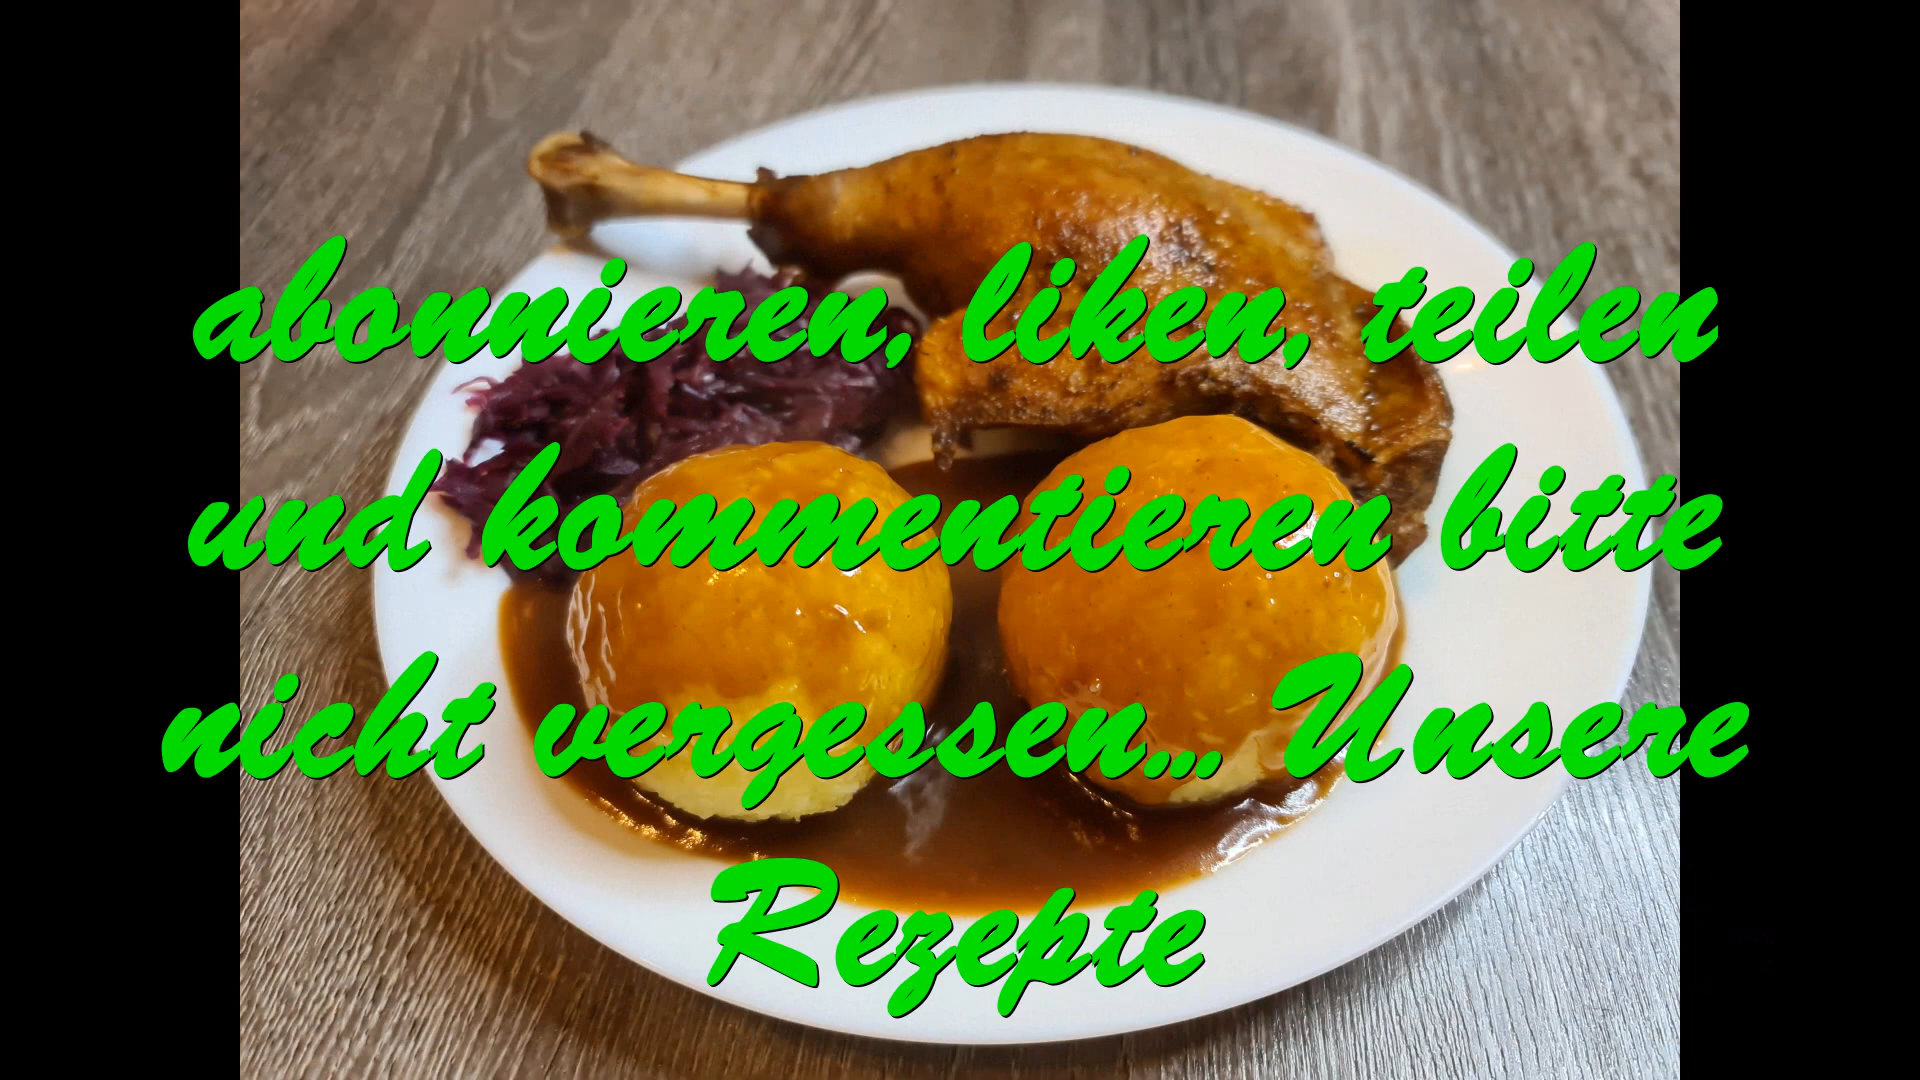 abonnieren, liken, teilen
und kommentieren bitte
nicht vergessen... Unsere
Rezepte